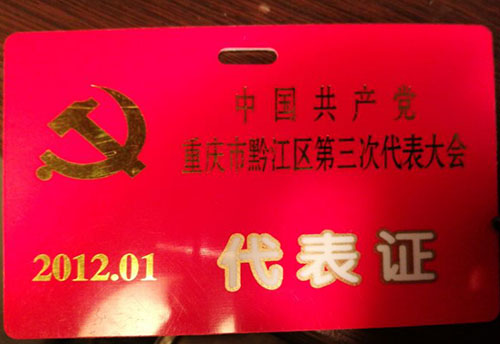 中国共产党
重庆市黔江区第三次代表大会
2012.01
代表证